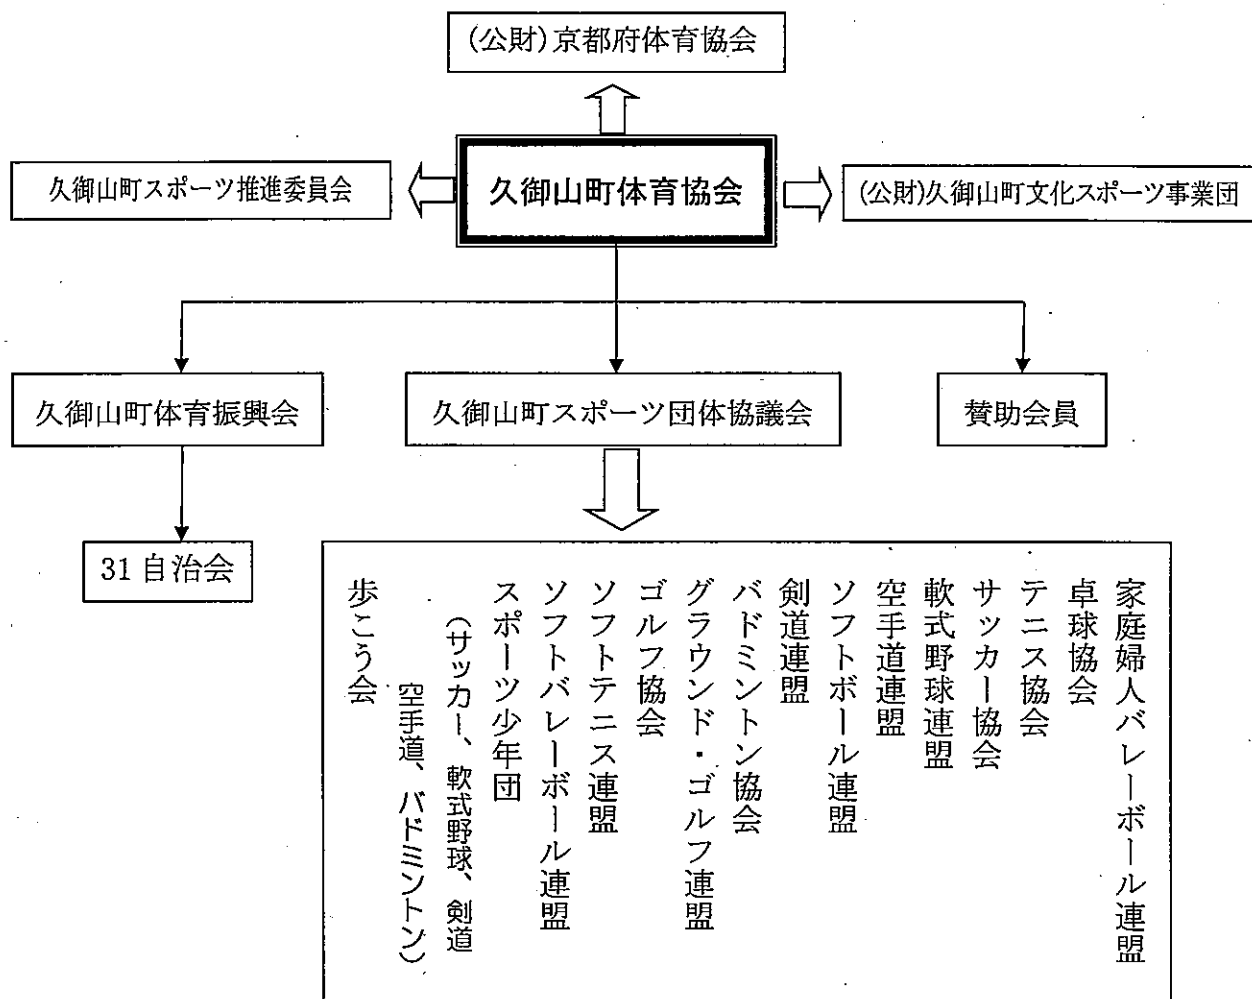 (公財)京都府体育協会
久御山町スポーツ推進委員会
久御山町体育協会
(公財)久御山町文化スポーツ事業団
久御山町体育振興会
久御山町スポーツ団体協議会
賛助会員
31自治会
家庭婦人バレーボール連盟
卓球協会
テニス協会
サッカー協会
軟式野球連盟
空手道連盟
ソフトボール連盟
剣道連盟
バドミントン協会
グラウンド・ゴルフ連盟
ゴルフ協会
ソフトテニス連盟
ソフトバレーボール連盟
スポーツ少年団
(サッカー、軟式野球、剣道
空手道、バドミントン)
歩こう会